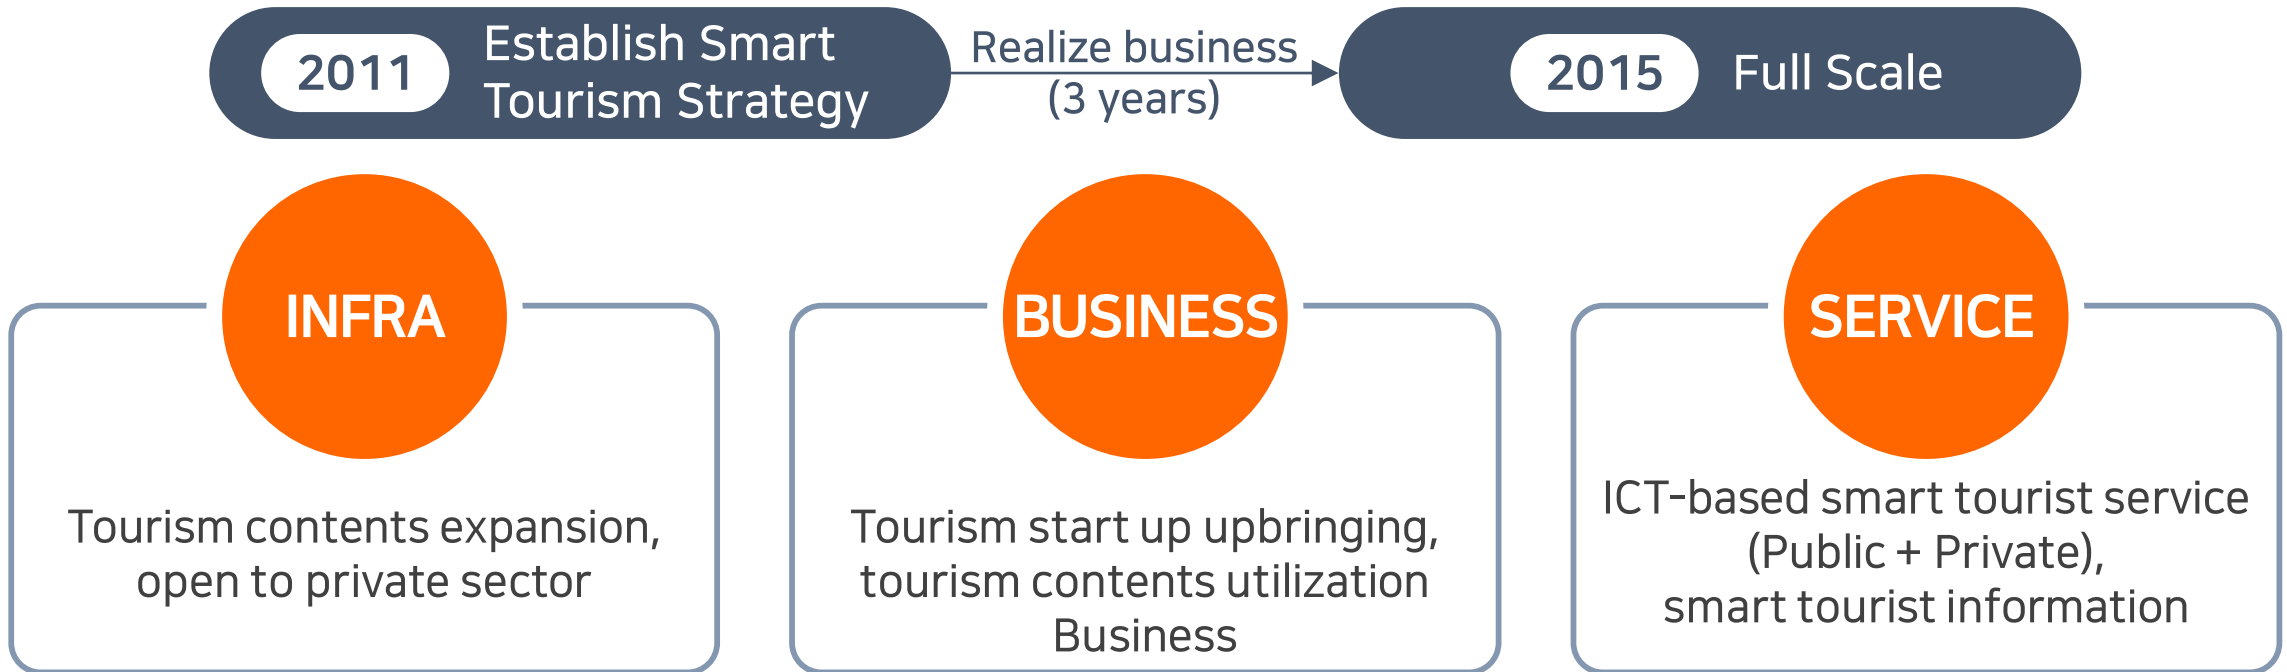 2011
Establish Smart
Tourism Strategy
Realize business
(3 years)
2015
Full Scale
INFRA
Tourism contents expansion,
open to private sector
BUSINESS
Tourism start up upbringing,
tourism contents utilization
Business
SERVICE
ICT-based smart tourist service
(Public + Private),
smart tourist information